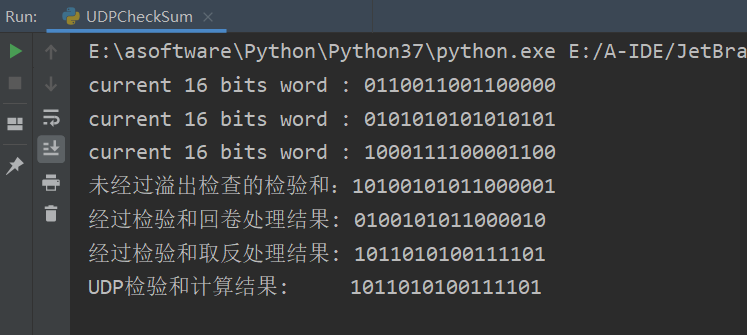 Run: UDPCheckSum ×
E:\asoftware\Python\Python37\python.exe E:/A-IDE/JetBra
current 16 bits word : 0110011001100000
current 16 bits word : 0101010101010101
current 16 bits word : 1000111100001100
未经过溢出检查的检验和: 10100101011000001
经过检验和回卷处理结果: 0100101011000010
经过检验和取反处理结果: 1011010100111101
UDP检验和计算结果: 1011010100111101